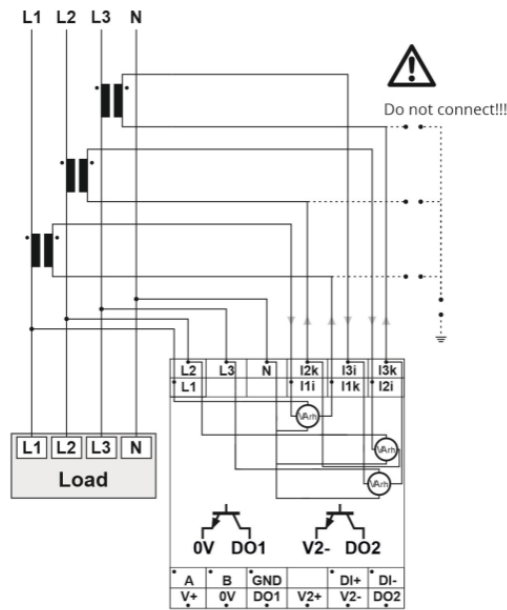 L1 L2 L3 N
Do not connect!!!
L2 L3 N I2k I3i I3k
L1 I1i I1k I2i
VArh
VArh
VArh
L1 L2 L3 N
Load
0V DO1 V2- DO2
A B GND DI+ DI-
V+ 0V DO1 V2+ V2- DO2